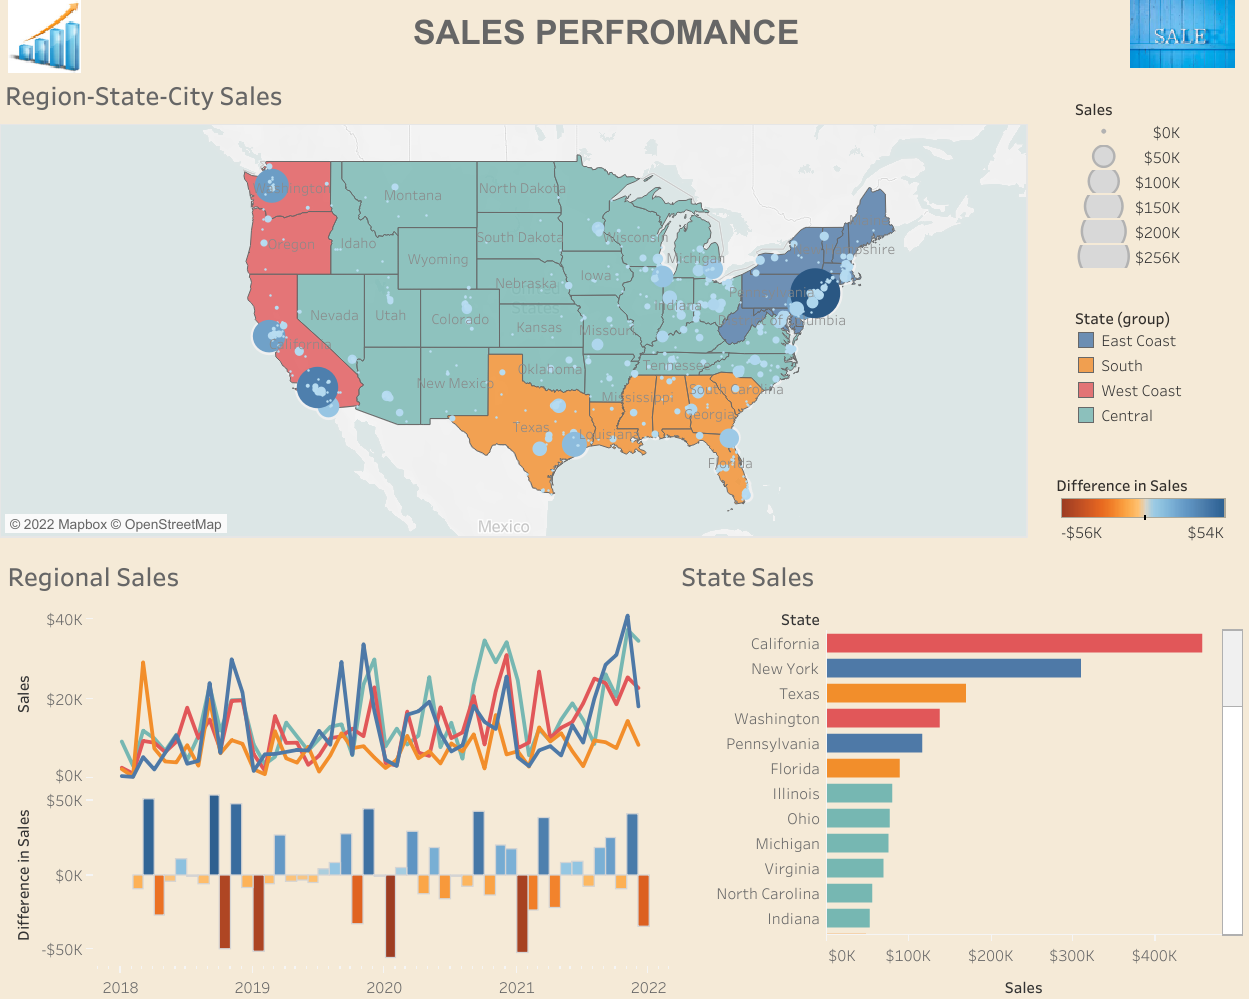 SALES PERFROMANCE
SALE
Region-State-City Sales
Sales
$0K
$50K
$100K
$150K
$200K
$256K
State (group)
East Coast
South
West Coast
Central
Difference in Sales
-$56K $54K
Washington
Montana
North Dakota
Oregon
Idaho
South Dakota
Wisconsin
Michigan
Wyoming
Nebraska
Iowa
Pennsylvania
Indiana
States
Nevada
Utah
Colorado
Kansas
Missouri
California
Oklahoma
Tennessee
New Mexico
Mississippi
South Carolina
Georgia
Texas
Louisiana
Florida
Mexico
© 2022 Mapbox © OpenStreetMap
Regional Sales
Sales
$40K
$20K
$0K
Difference in Sales
$50K
$0K
-$50K
2018 2019 2020 2021 2022
State Sales
State
California
New York
Texas
Washington
Pennsylvania
Florida
Illinois
Ohio
Michigan
Virginia
North Carolina
Indiana
$0K $100K $200K $300K $400K
Sales